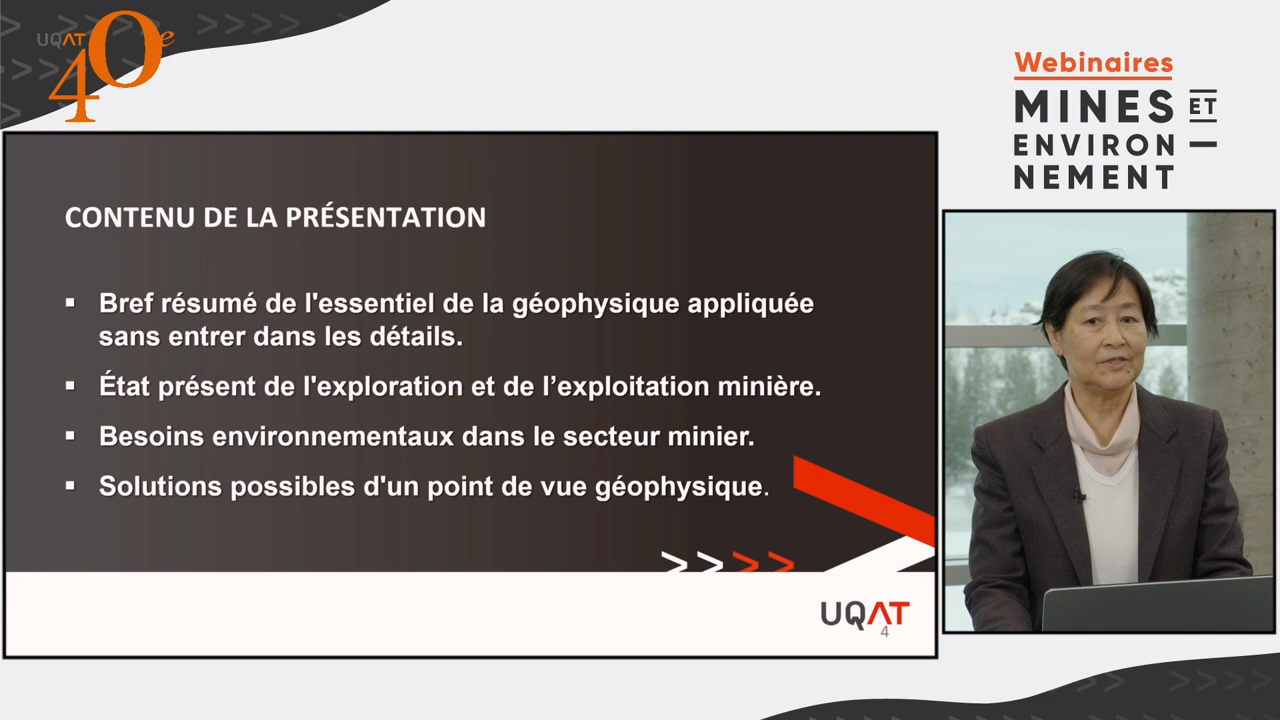 UQAT
40e
Webinaires
MINES ET
ENVIRON
NEMENT
CONTENU DE LA PRÉSENTATION
▪ Bref résumé de l'essentiel de la géophysique appliquée
sans entrer dans les détails.
▪ État présent de l'exploration et de l’exploitation minière.
▪ Besoins environnementaux dans le secteur minier.
▪ Solutions possibles d'un point de vue géophysique.
UQAT
4